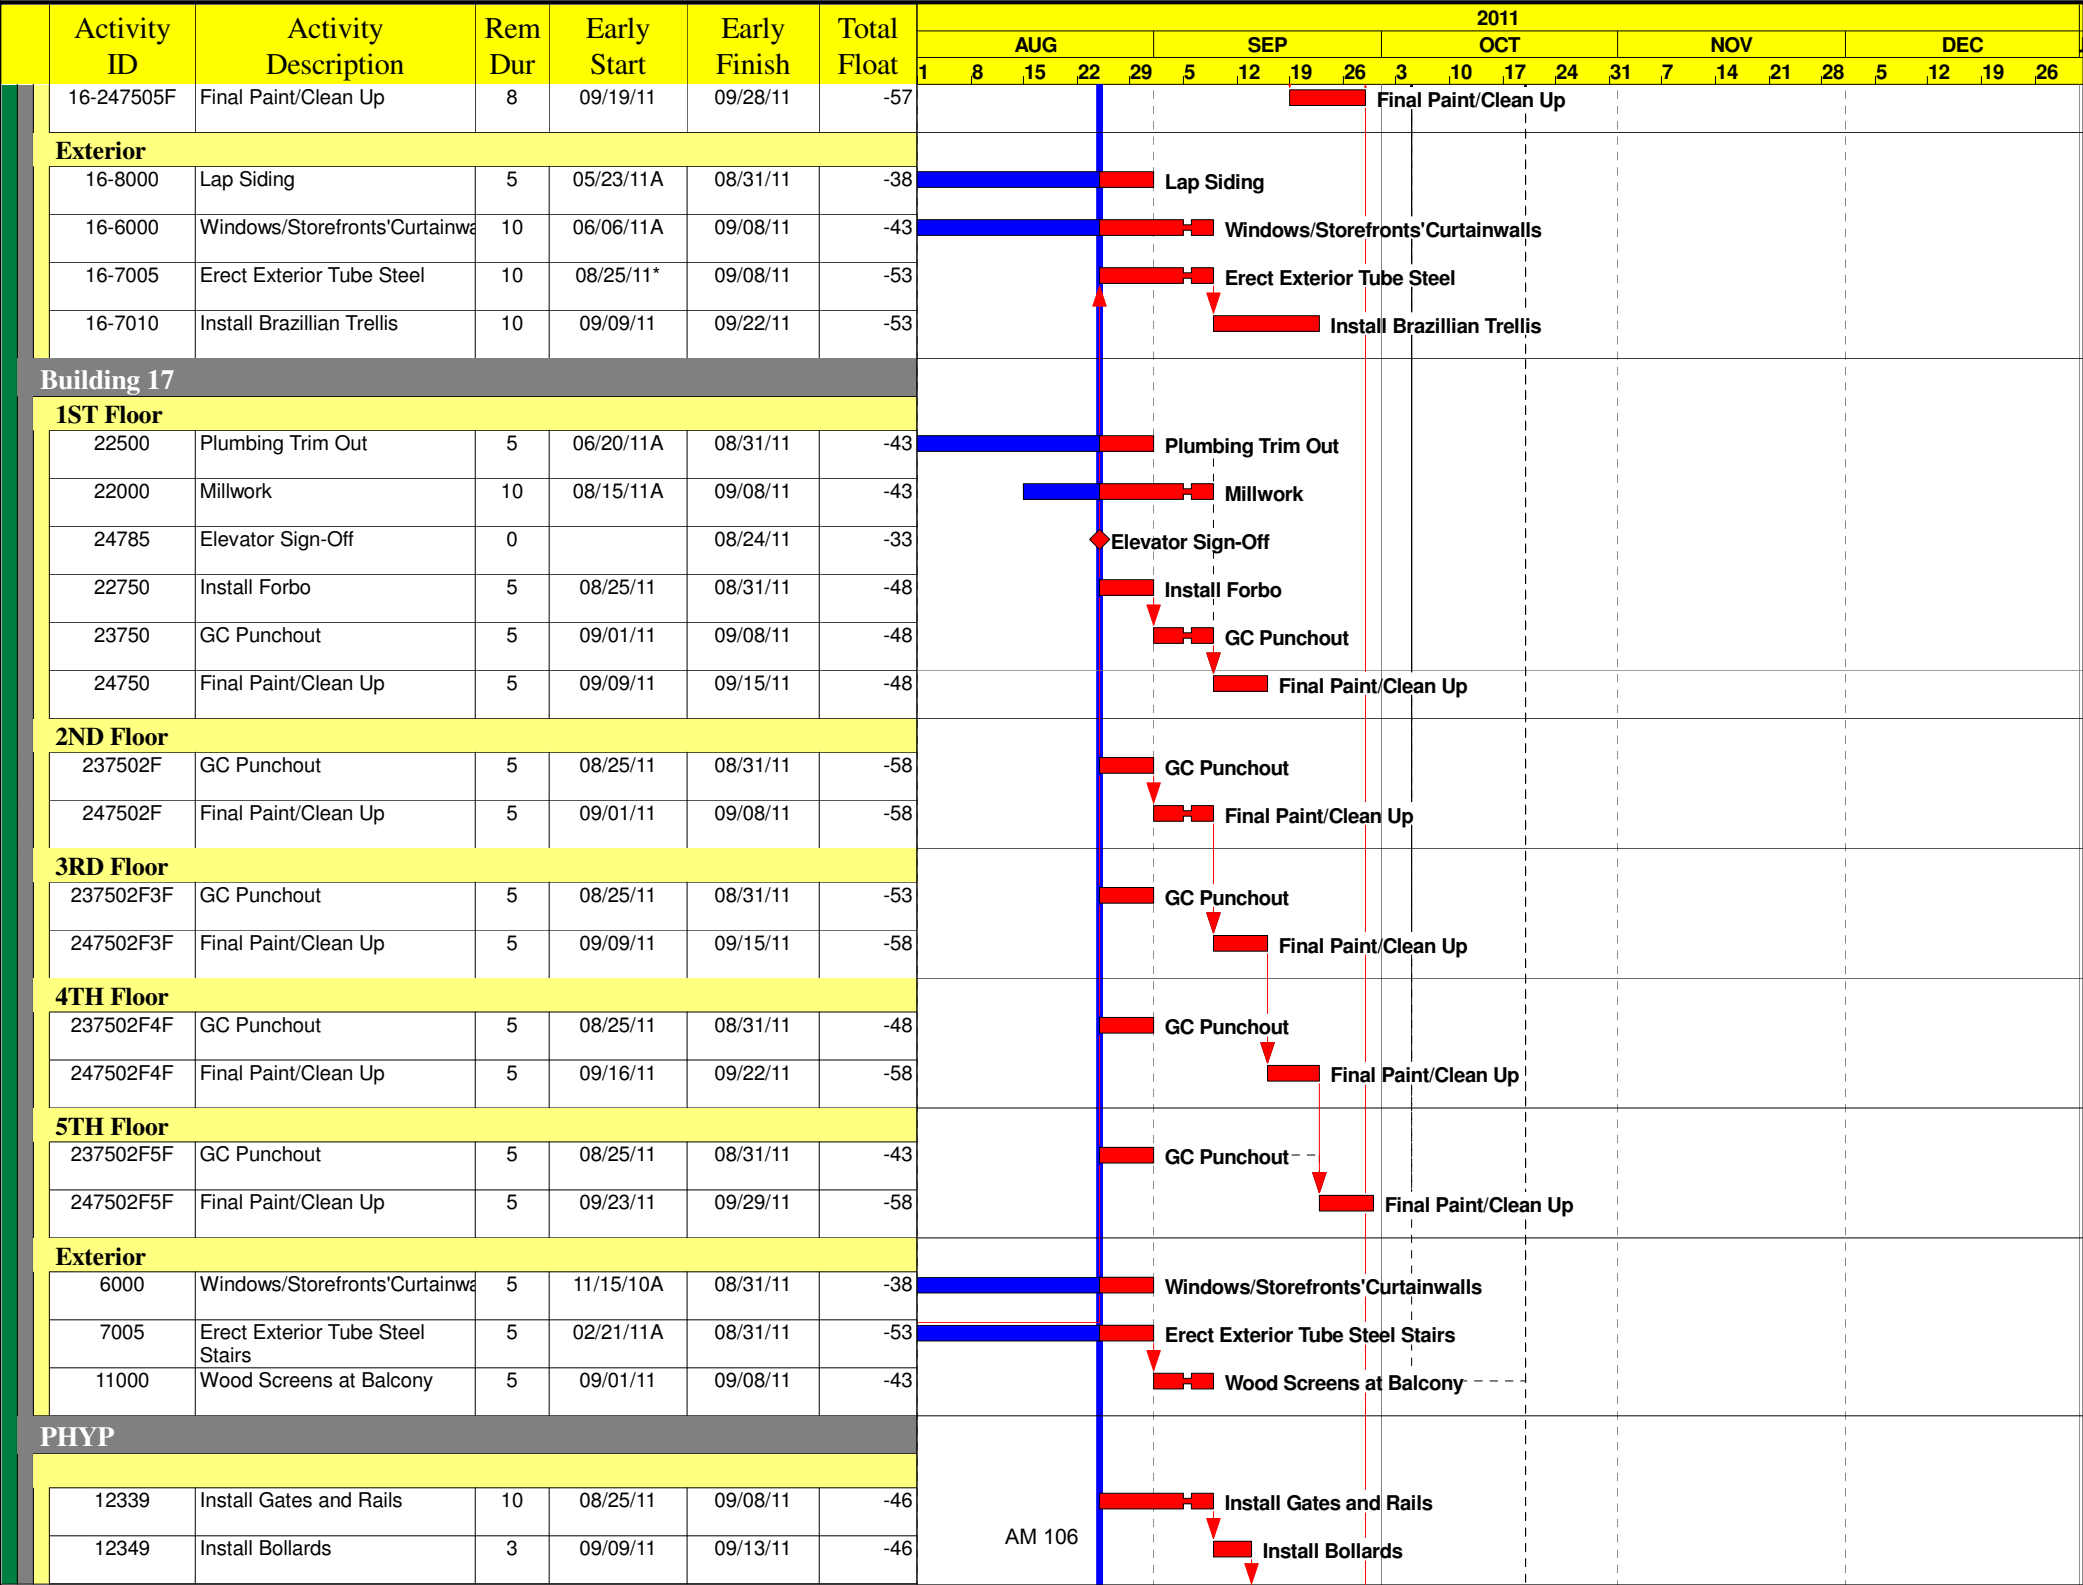 Activity ID Activity Description Rem Dur Early Start Early Finish Total Float
2011
AUG SEP OCT NOV DEC
1 8 15 22 29 5 12 19 26 3 10 17 24 31 7 14 21 28 5 12 19 26
16-247505F Final Paint/Clean Up 8 09/19/11 09/28/11 -57 Final Paint/Clean Up
Exterior
16-8000 Lap Siding 5 05/23/11A 08/31/11 -38 Lap Siding
16-6000 Windows/Storefronts'Curtainwa 10 06/06/11A 09/08/11 -43 Windows/Storefronts'Curtainwalls
16-7005 Erect Exterior Tube Steel 10 08/25/11* 09/08/11 -53 Erect Exterior Tube Steel
16-7010 Install Brazillian Trellis 10 09/09/11 09/22/11 -53 Install Brazillian Trellis
Building 17
1ST Floor
22500 Plumbing Trim Out 5 06/20/11A 08/31/11 -43 Plumbing Trim Out
22000 Millwork 10 08/15/11A 09/08/11 -43 Millwork
24785 Elevator Sign-Off 0 08/24/11 -33 Elevator Sign-Off
22750 Install Forbo 5 08/25/11 08/31/11 -48 Install Forbo
23750 GC Punchout 5 09/01/11 09/08/11 -48 GC Punchout
24750 Final Paint/Clean Up 5 09/09/11 09/15/11 -48 Final Paint/Clean Up
2ND Floor
237502F GC Punchout 5 08/25/11 08/31/11 -58 GC Punchout
247502F Final Paint/Clean Up 5 09/01/11 09/08/11 -58 Final Paint/Clean Up
3RD Floor
237502F3F GC Punchout 5 08/25/11 08/31/11 -53 GC Punchout
247502F3F Final Paint/Clean Up 5 09/09/11 09/15/11 -58 Final Paint/Clean Up
4TH Floor
237502F4F GC Punchout 5 08/25/11 08/31/11 -48 GC Punchout
247502F4F Final Paint/Clean Up 5 09/16/11 09/22/11 -58 Final Paint/Clean Up
5TH Floor
237502F5F GC Punchout 5 08/25/11 08/31/11 -43 GC Punchout
247502F5F Final Paint/Clean Up 5 09/23/11 09/29/11 -58 Final Paint/Clean Up
Exterior
6000 Windows/Storefronts'Curtainwa 5 11/15/10A 08/31/11 -38 Windows/Storefronts'Curtainwalls
7005 Erect Exterior Tube Steel Stairs 5 02/21/11A 08/31/11 -53 Erect Exterior Tube Steel Stairs
11000 Wood Screens at Balcony 5 09/01/11 09/08/11 -43 Wood Screens at Balcony
PHYP
12339 Install Gates and Rails 10 08/25/11 09/08/11 -46 Install Gates and Rails
AM 106
12349 Install Bollards 3 09/09/11 09/13/11 -46 Install Bollards